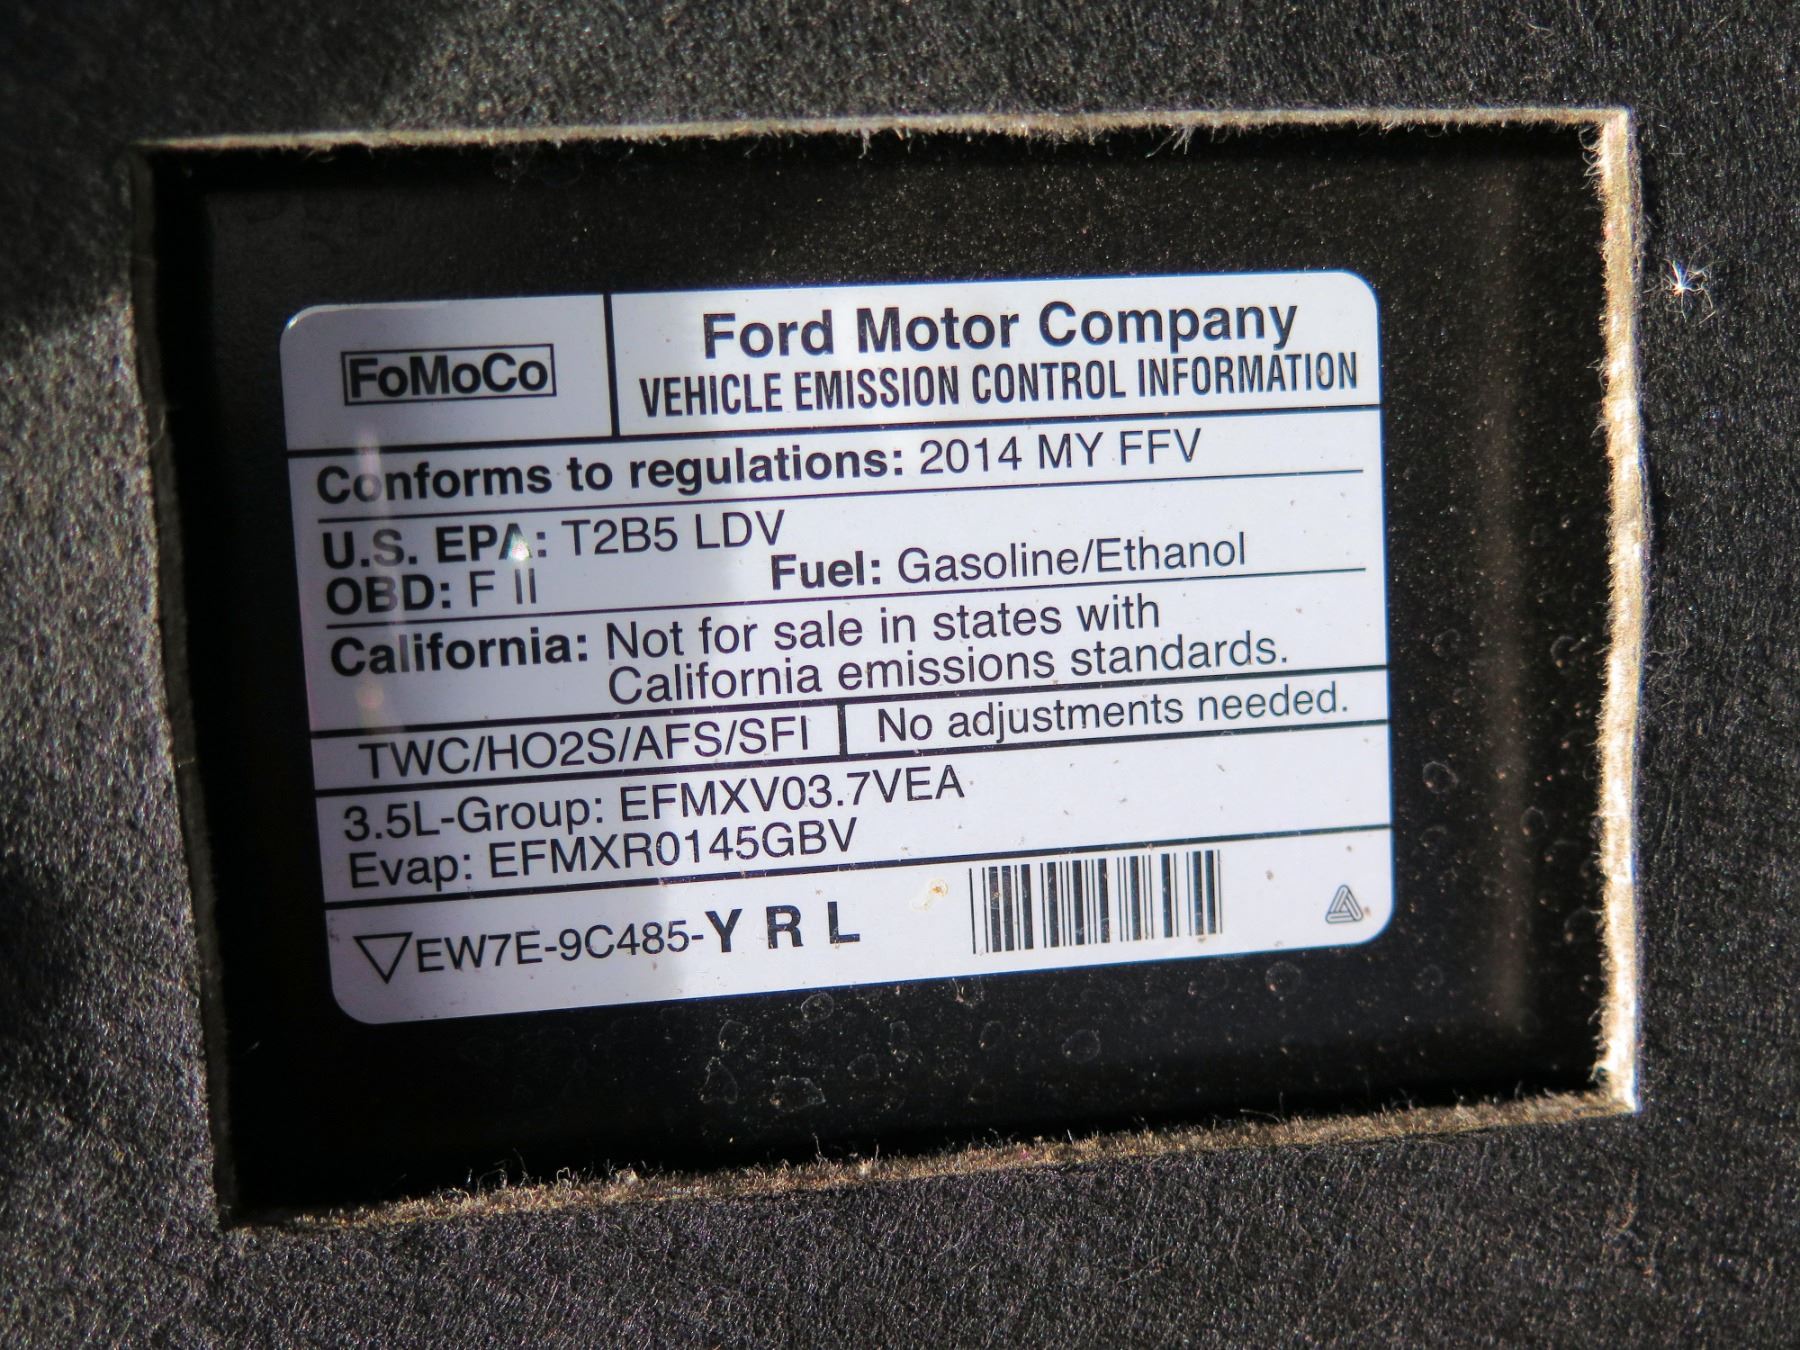 FoMoCo
Ford Motor Company
VEHICLE EMISSION CONTROL INFORMATION
Conforms to regulations: 2014 MY FFV
U.S. EPA: T2B5 LDV
OBD: F II
Fuel: Gasoline/Ethanol
California: Not for sale in states with
California emissions standards.
TWC/HO2S/AFS/SFI
No adjustments needed.
3.5L-Group: EFMXV03.7VEA
Evap: EFMXR0145GBV
EW7E-9C485-Y R L